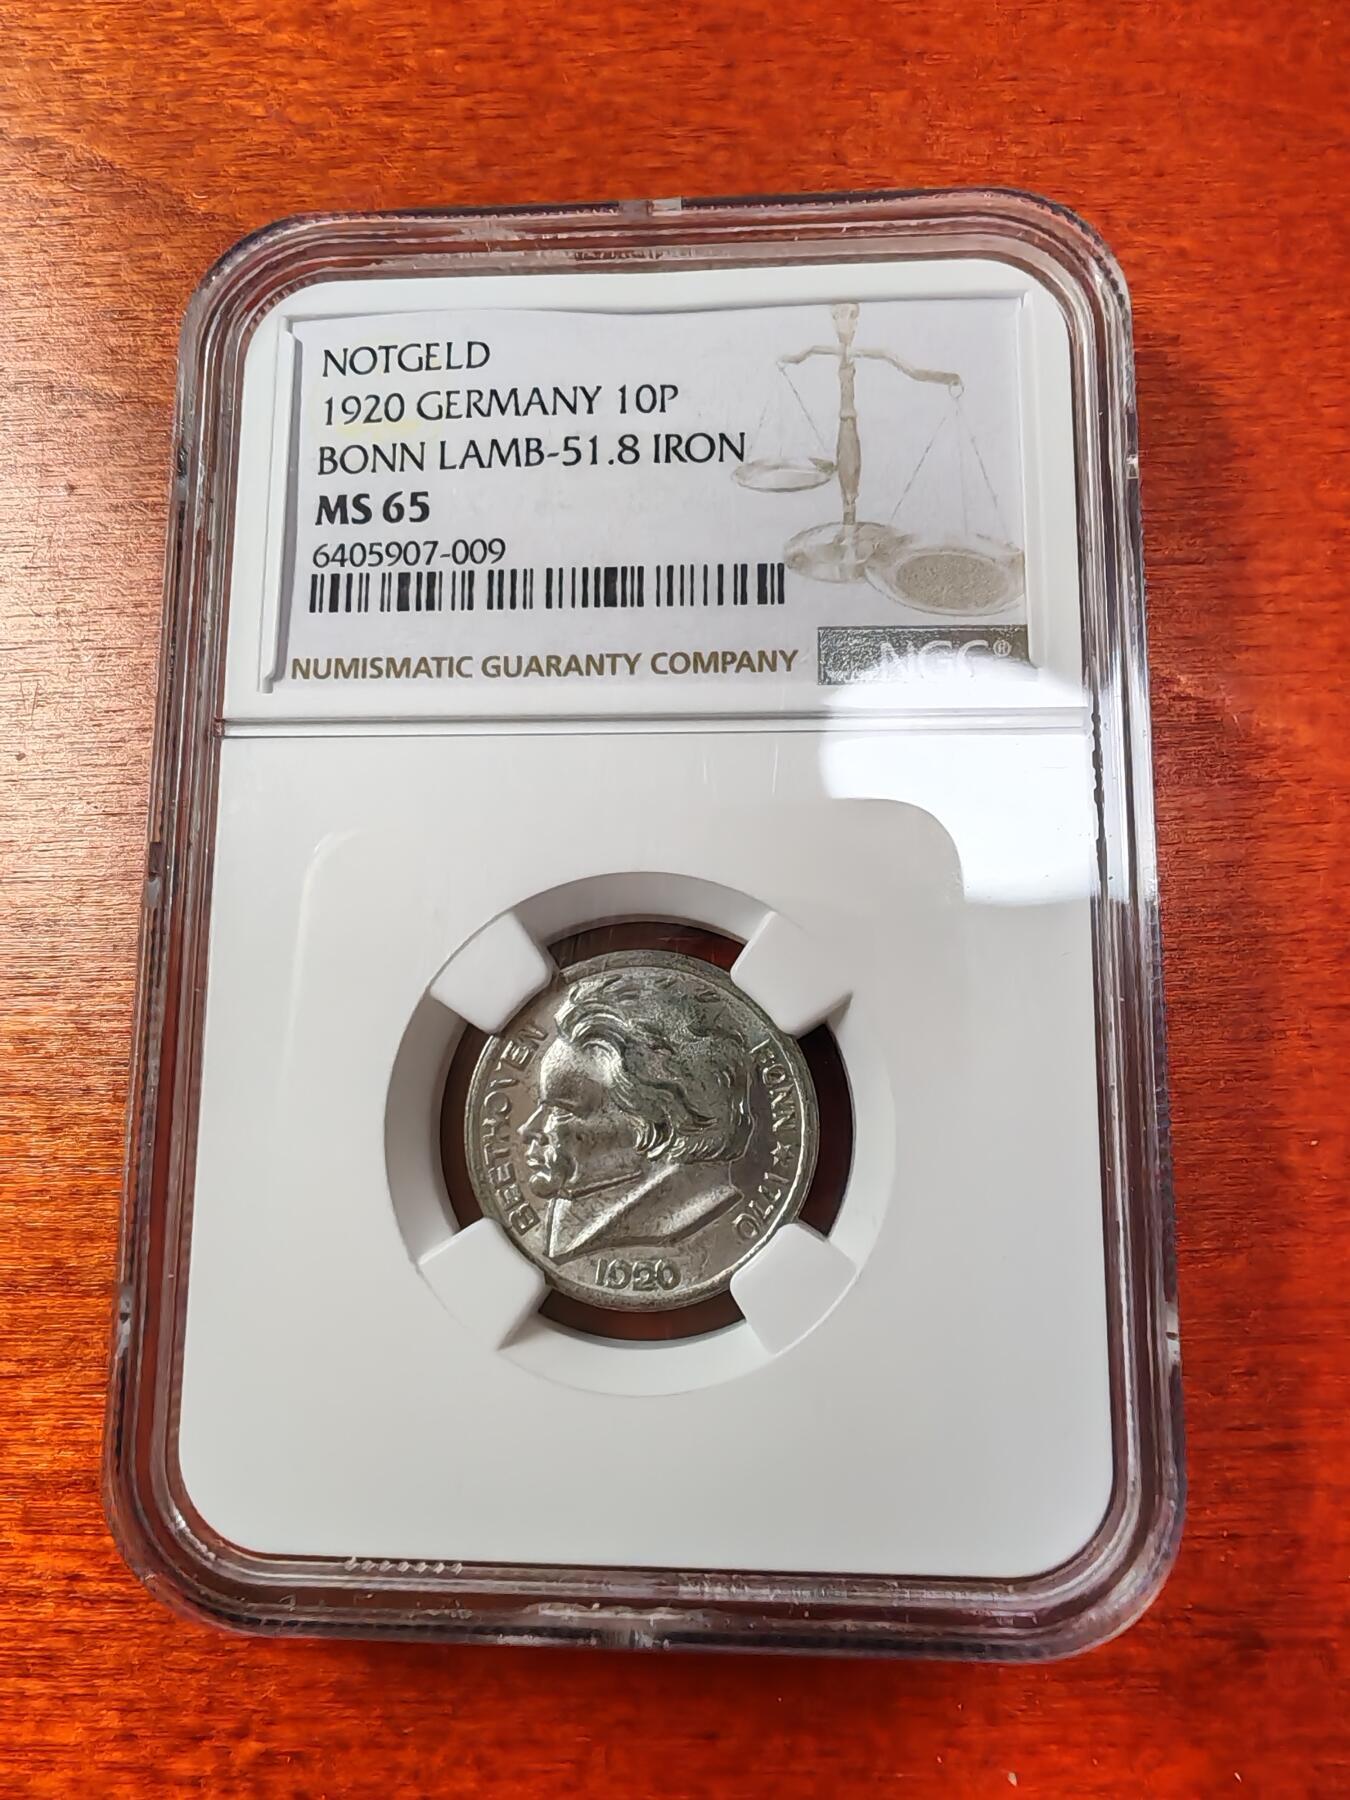 NOTGELD
1920 GERMANY 10P
BONN LAMB-51.8 IRON
MS 65
6405907-009
NUMISMATIC GUARANTY COMPANY
NGC®
BEETHOVEN
BONN ★ 1770
1920